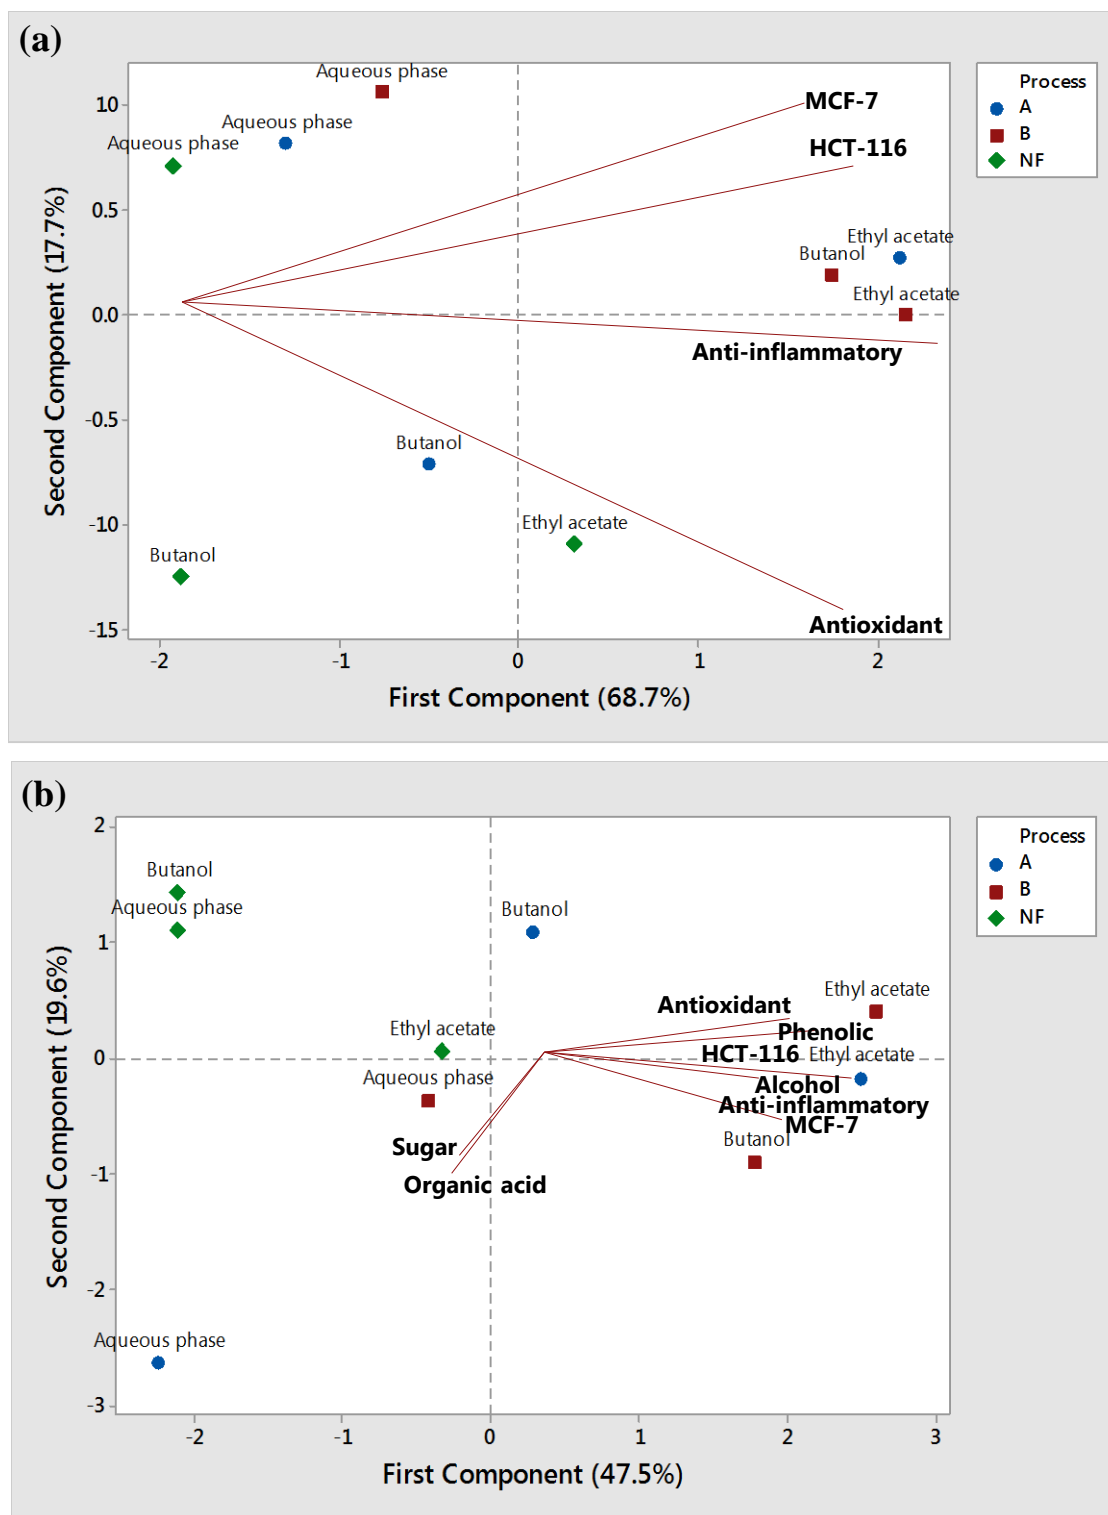 (a)
Aqueous phase
Aqueous phase
Aqueous phase
MCF-7
HCT-116
Ethyl acetate
Butanol
Ethyl acetate
Anti-inflammatory
Butanol
Ethyl acetate
Butanol
Antioxidant
10
0.5
0.0
-0.5
-10
-15
Second Component (17.7%)
-2 -1 0 1 2
First Component (68.7%)
Process
A
B
NF
(b)
Butanol
Aqueous phase
Butanol
Ethyl acetate
Antioxidant
Ethyl acetate
Phenolic
HCT-116 Ethyl acetate
Aqueous phase
Alcohol
Anti-inflammatory
MCF-7
Butanol
Sugar
Organic acid
Aqueous phase
2
1
0
-1
-2
-3
Second Component (19.6%)
-2 -1 0 1 2 3
First Component (47.5%)
Process
A
B
NF